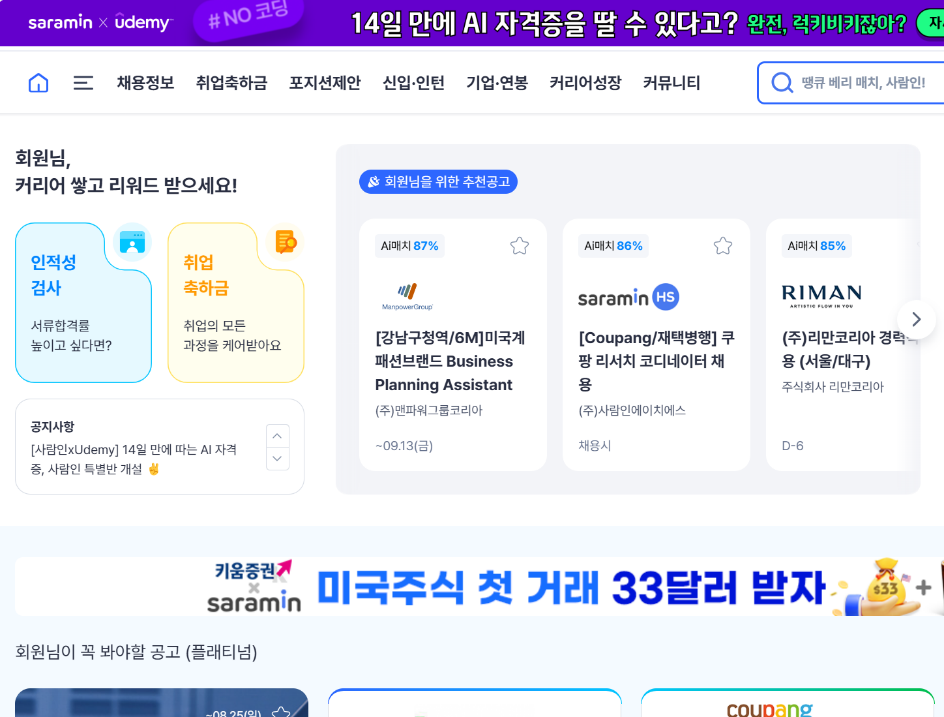 saramin × ûdemy
#NO 코딩
14일 만에 AI 자격증을 딸 수 있다고? 완전, 럭키비키잖아?
채용정보 취업축하금 포지션제안 신입·인턴 기업·연봉 커리어성장 커뮤니티
땡큐 베리 매치, 사람인!
회원님,
커리어 쌓고 리워드 받으세요!
인적성
검사
서류합격률
높이고 싶다면?
취업
축하금
취업의 모든
과정을 케어받아요
공지사항
[사람인xUdemy] 14일 만에 따는 AI 자격
증, 사람인 특별반 개설 ✌️
회원님을 위한 추천공고
Ai매치 87%
ManpowerGroup
[강남구청역/6M]미국계
패션브랜드 Business
Planning Assistant
(주)맨파워그룹코리아
~09.13(금)
Ai매치 86%
saramin HS
[Coupang/재택병행] 쿠
팡 리서치 코디네이터 채
용
(주)사람인에이치에스
채용시
Ai매치 85%
RIMAN
ARTISTIC FLOW IN YOU
(주)리만코리아 경력
용 (서울/대구)
주식회사 리만코리아
D-6
키움증권
×
saramin
미국주식 첫 거래 33달러 받자
$33
회원님이 꼭 봐야할 공고 (플래티넘)
~08.25(일)
coupang